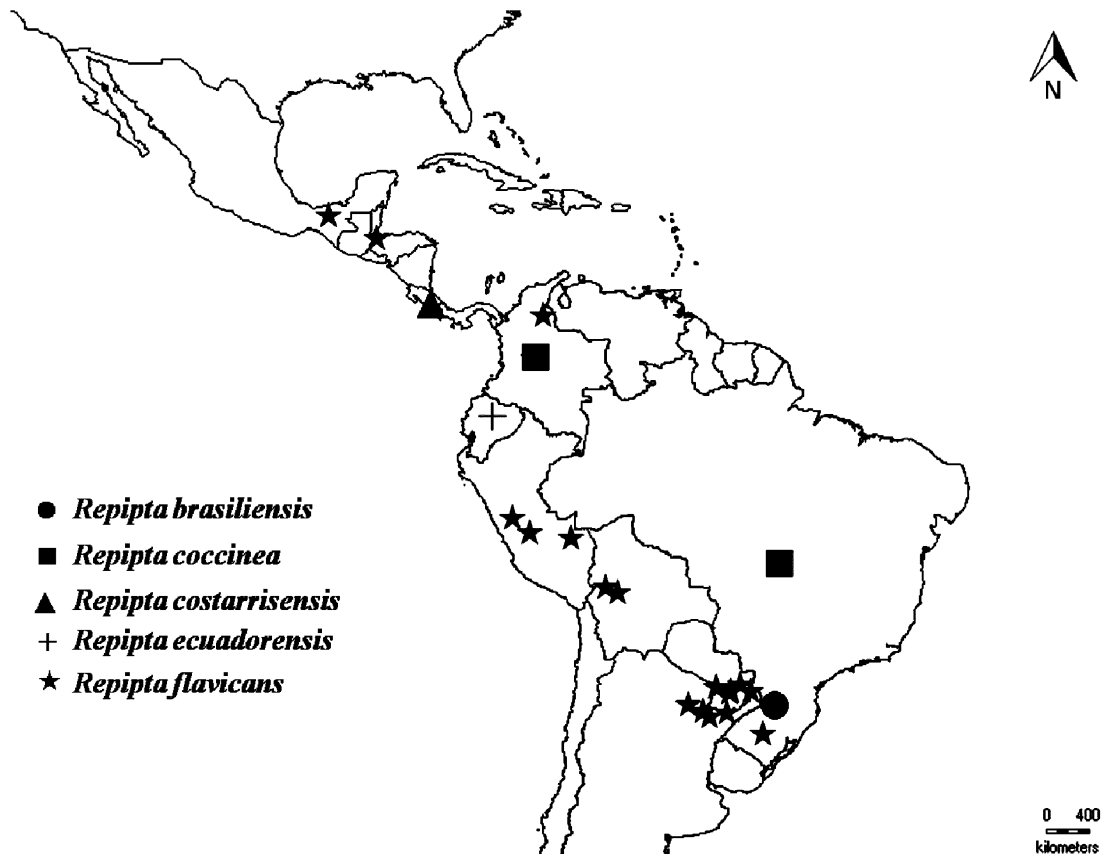 N
Repipta brasiliensis
Repipta coccinea
Repipta costarrisensis
Repipta ecuadorensis
Repipta flavicans
0 400
kilometers